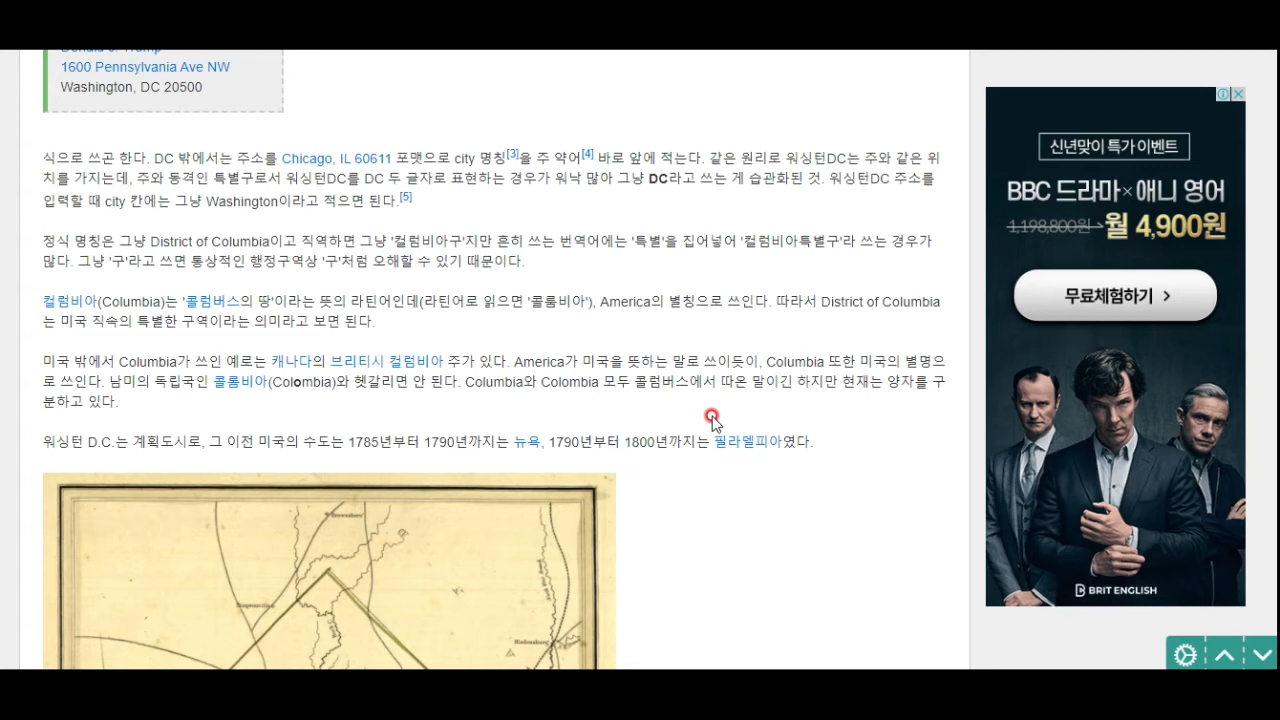 1600 Pennsylvania Ave NW
Washington, DC 20500
식으로 쓰곤 한다. DC 밖에서는 주소를 Chicago, IL 60611 포맷으로 city 명칭[3]을 주 약어[4] 바로 앞에 적는다. 같은 원리로 워싱턴DC는 주와 같은 위
치를 가지는데, 주와 동격인 특별구로서 워싱턴DC를 DC 두 글자로 표현하는 경우가 워낙 많아 그냥 DC라고 쓰는 게 습관화된 것. 워싱턴DC 주소를
입력할 때 city 칸에는 그냥 Washington이라고 적으면 된다.[5]
정식 명칭은 그냥 District of Columbia이고 직역하면 그냥 '컬럼비아구'지만 흔히 쓰는 번역어에는 '특별'을 집어넣어 '컬럼비아특별구'라 쓰는 경우가
많다. 그냥 '구'라고 쓰면 통상적인 행정구역상 '구'처럼 오해할 수 있기 때문이다.
컬럼비아(Columbia)는 '콜럼버스의 땅'이라는 뜻의 라틴어인데(라틴어로 읽으면 '콜룸비아'), America의 별칭으로 쓰인다. 따라서 District of Columbia
는 미국 직속의 특별한 구역이라는 의미라고 보면 된다.
미국 밖에서 Columbia가 쓰인 예로는 캐나다의 브리티시 컬럼비아 주가 있다. America가 미국을 뜻하는 말로 쓰이듯이, Columbia 또한 미국의 별명으
로 쓰인다. 남미의 독립국인 콜롬비아(Colombia)와 헷갈리면 안 된다. Columbia와 Colombia 모두 콜럼버스에서 따온 말이긴 하지만 현재는 양자를 구
분하고 있다.
워싱턴 D.C.는 계획도시로, 그 이전 미국의 수도는 1785년부터 1790년까지는 뉴욕, 1790년부터 1800년까지는 필라델피아였다.
신년맞이 특가 이벤트
BBC 드라마×애니 영어
1,198,800원→월 4,900원
무료체험하기 >
BRIT ENGLISH